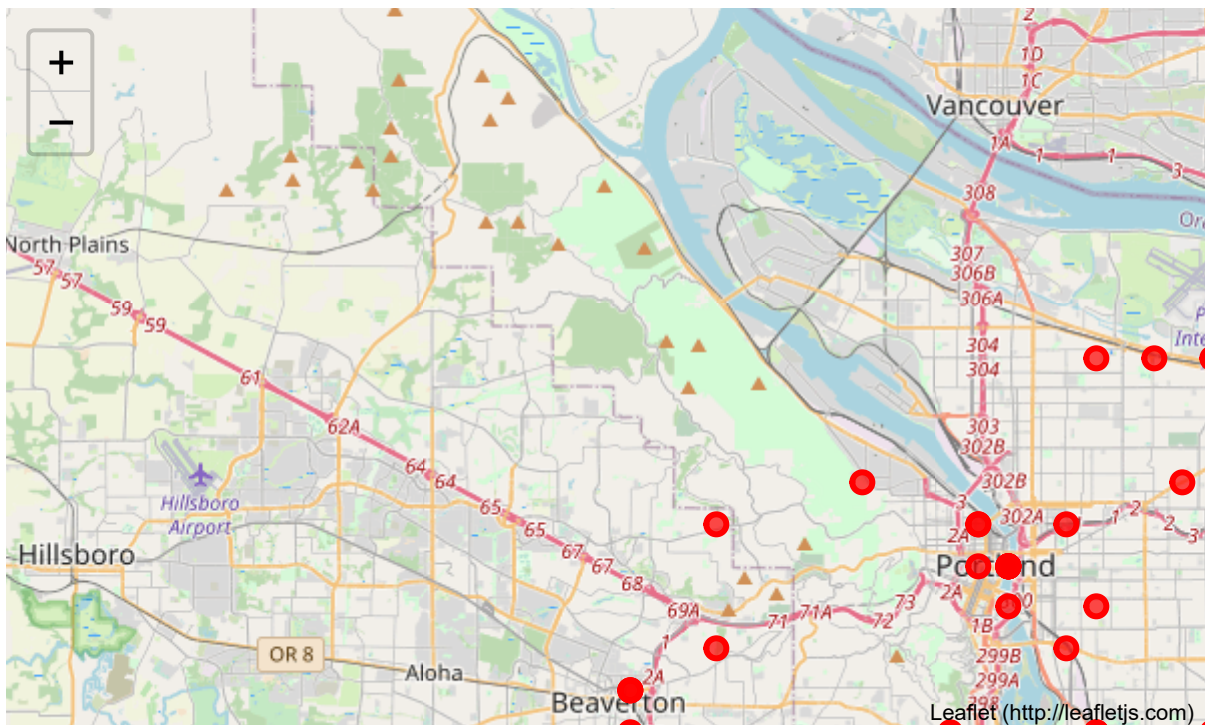 +
−
2
1D
1C
Vancouver
1A
1
1
3
308
North Plains
307
306B
306A
57
57
59
59
304
304
61
62A
303
302B
302B
64
64
65
65
3
302A
1
2
2
Hillsboro
Airport
2A
67
67
Hillsboro
Portland
68
73
2A
69A
71
71A
72
1B
1
OR 8
299B
2A
299A
Aloha
Beaverton
Leaflet (http://leafletjs.com)